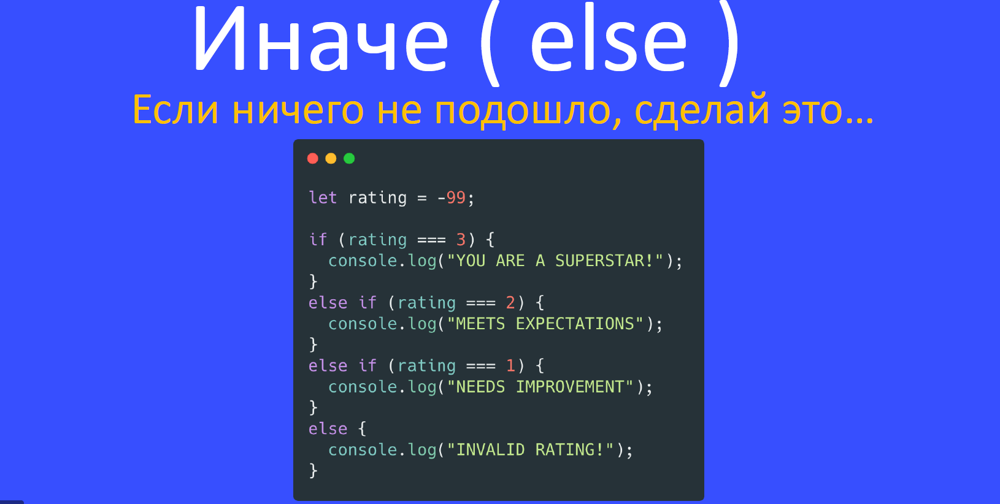 Иначе ( else )
Если ничего не подошло, сделай это...
let rating = -99;
if (rating === 3) {
  console.log("YOU ARE A SUPERSTAR!");
}
else if (rating === 2) {
  console.log("MEETS EXPECTATIONS");
}
else if (rating === 1) {
  console.log("NEEDS IMPROVEMENT");
}
else {
  console.log("INVALID RATING!");
}